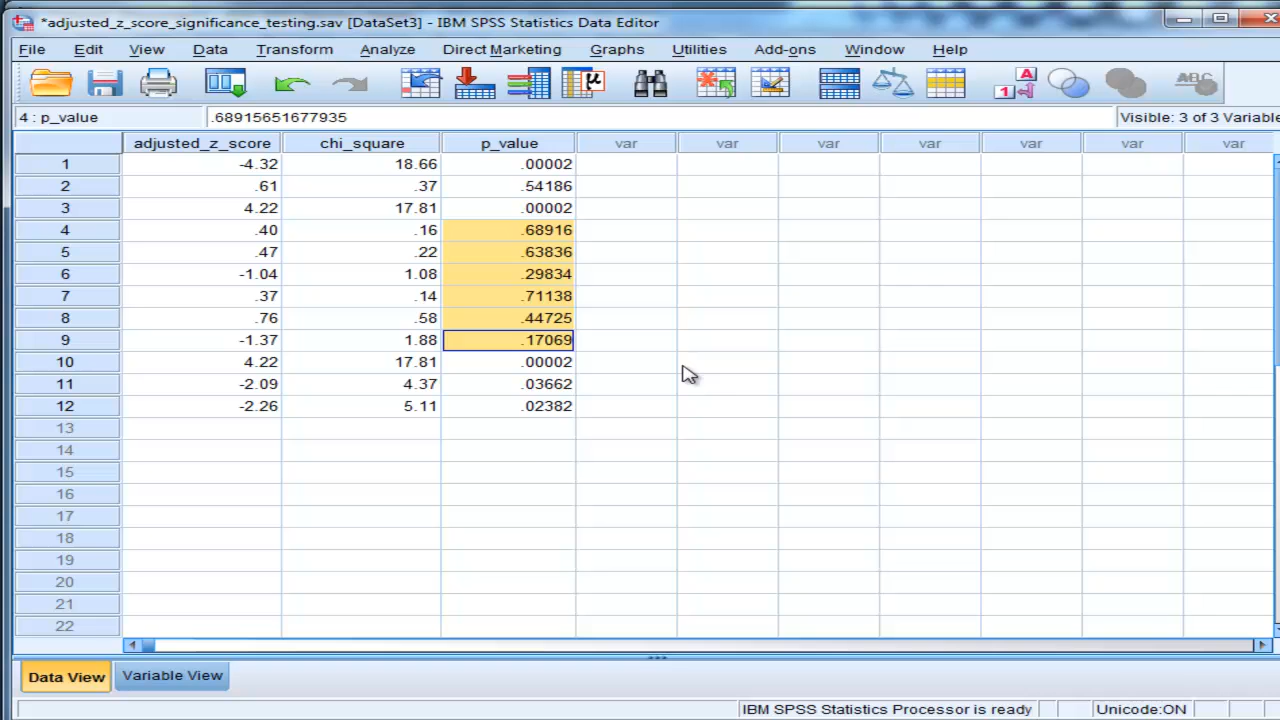 *adjusted_z_score_significance_testing.sav [DataSet3] - IBM SPSS Statistics Data Editor
File Edit View Data Transform Analyze Direct Marketing Graphs Utilities Add-ons Window Help
1 A ABC
4 : p_value .68915651677935 Visible: 3 of 3 Variable
adjusted_z_score chi_square p_value var var var var var var var
1 -4.32 18.66 .00002
2 .61 .37 .54186
3 4.22 17.81 .00002
4 .40 .16 .68916
5 .47 .22 .63836
6 -1.04 1.08 .29834
7 .37 .14 .71138
8 .76 .58 .44725
9 -1.37 1.88 .17069
10 4.22 17.81 .00002
11 -2.09 4.37 .03662
12 -2.26 5.11 .02382
13
14
15
16
17
18
19
20
21
22
Data View Variable View
IBM SPSS Statistics Processor is ready Unicode:ON